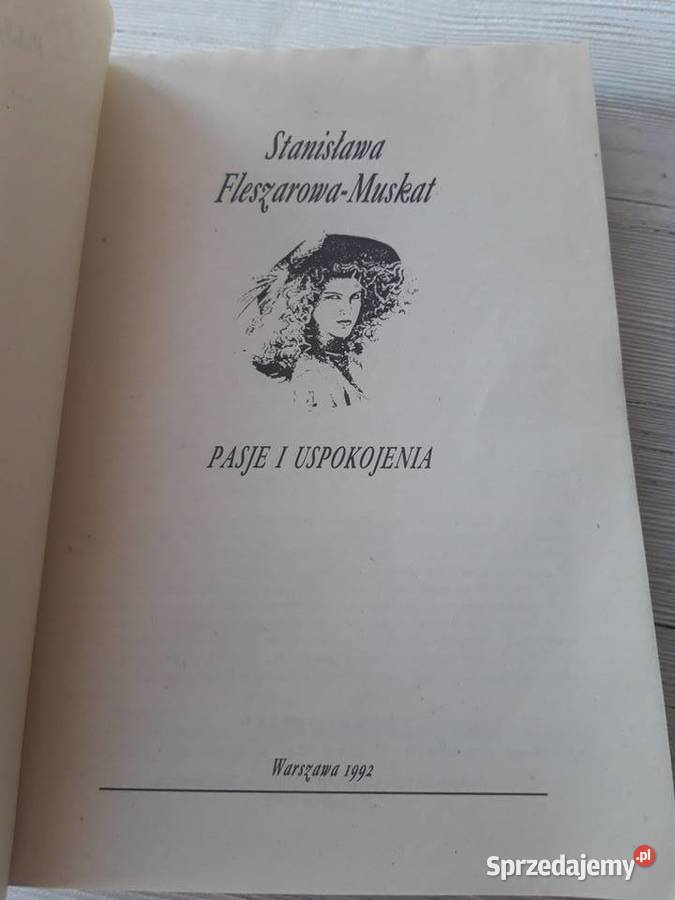 Stanisława
Fleszarowa-Muskat
PASJE I USPOKOJENIA
Warszawa 1992
Sprzedajemy.pl